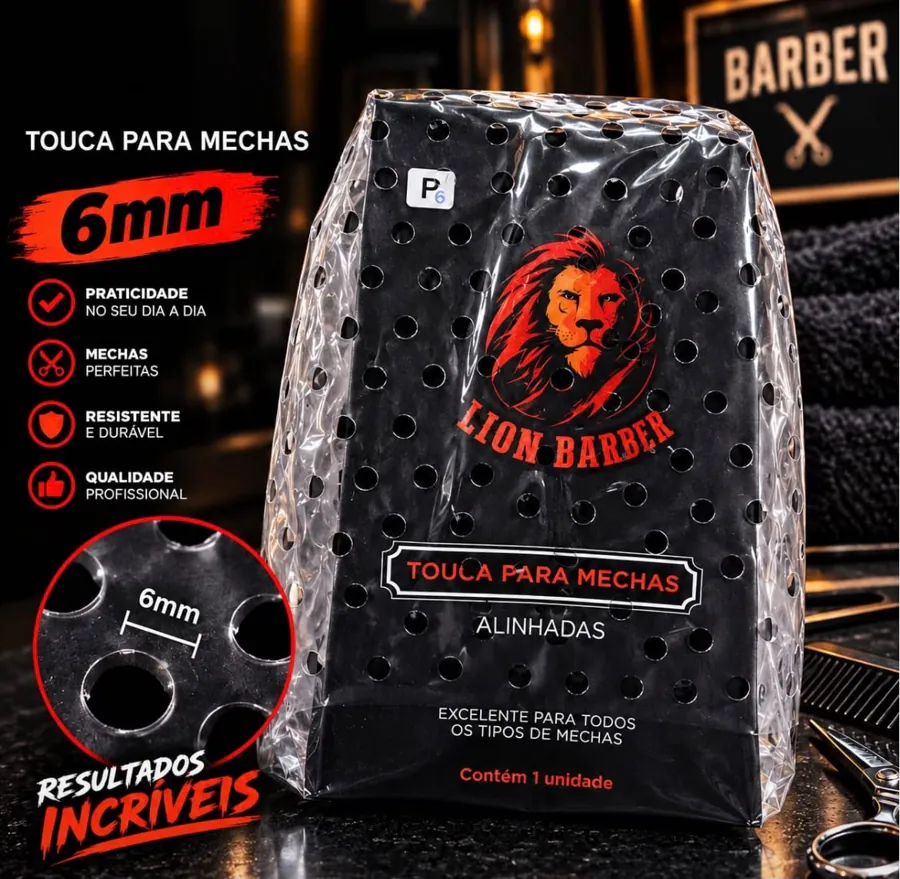 TOUCA PARA MECHAS
6mm
PRATICIDADE
NO SEU DIA A DIA
MECHAS
PERFEITAS
RESISTENTE
E DURÁVEL
QUALIDADE
PROFISSIONAL
6mm
RESULTADOS
INCRÍVEIS
BARBER
P6
LION BARBER
TOUCA PARA MECHAS
ALINHADAS
EXCELENTE PARA TODOS
OS TIPOS DE MECHAS
Contém 1 unidade